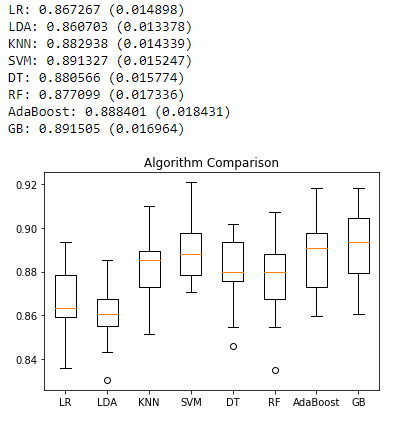 LR: 0.867267 (0.014898)
LDA: 0.860703 (0.013378)
KNN: 0.882938 (0.014339)
SVM: 0.891327 (0.015247)
DT: 0.880566 (0.015774)
RF: 0.877099 (0.017336)
AdaBoost: 0.888401 (0.018431)
GB: 0.891505 (0.016964)
Algorithm Comparison
0.92
0.90
0.88
0.86
0.84
LR LDA KNN SVM DT RF AdaBoost GB